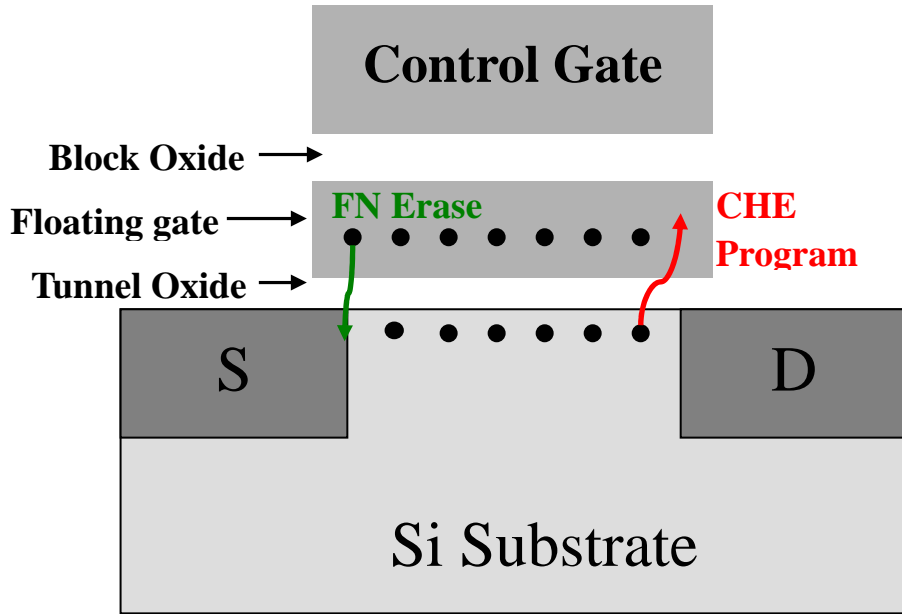 Control Gate
Block Oxide
Floating gate
FN Erase
CHE
Program
Tunnel Oxide
S
D
Si Substrate